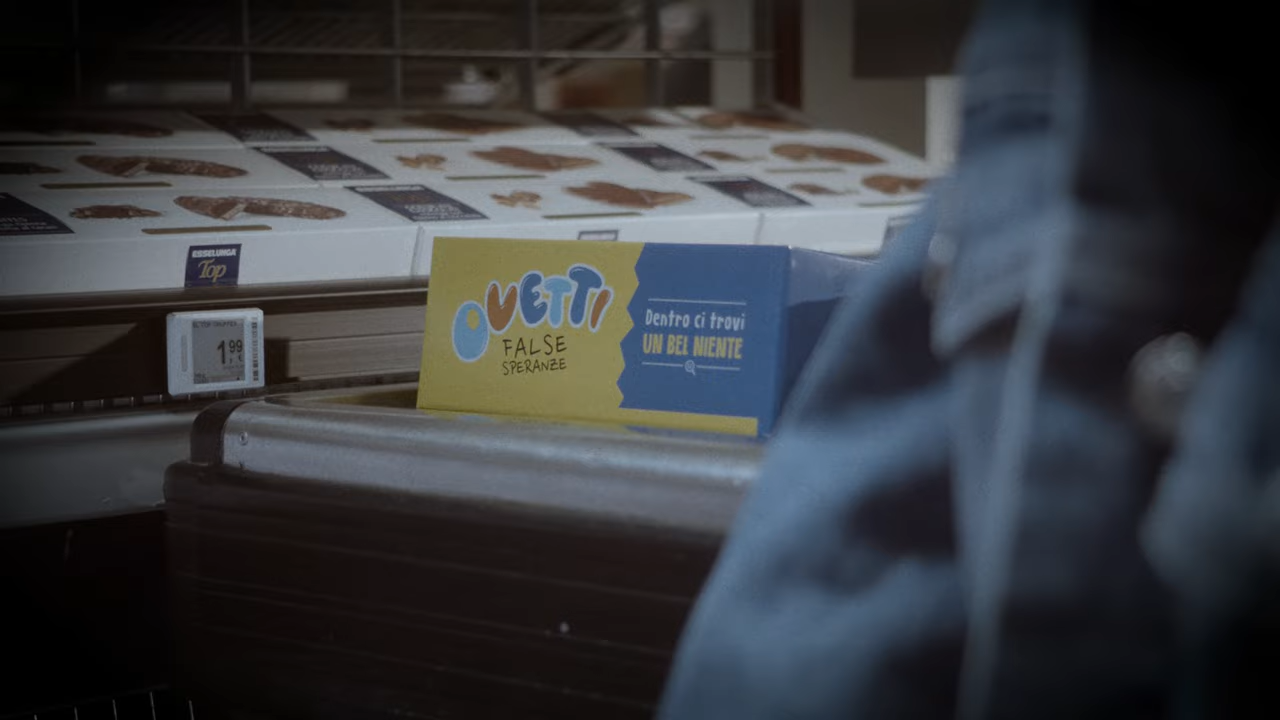 ESSELUNGA
Top
1,99
€
OVETTI
FALSE
SPERANZE
Dentro ci trovi
UN BEL NIENTE